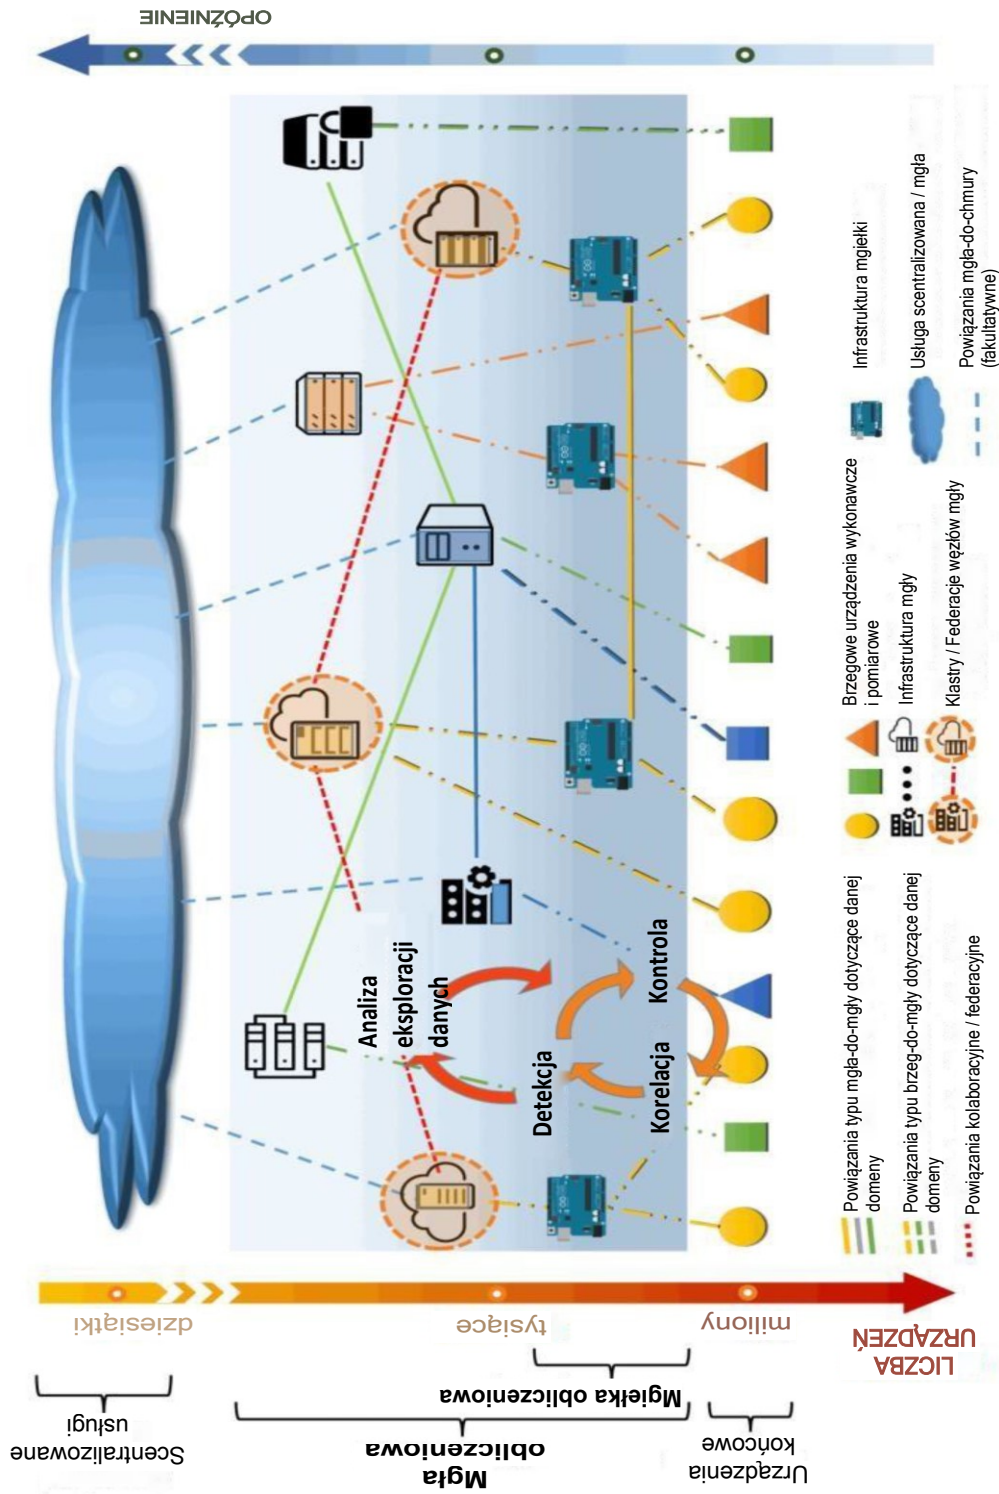 OPÓŹNIENIE
Analiza
eksploracji
danych
Detekcja
Kontrola
Korelacja
dziesiątki
tysiące
miliony
LICZBA
URZĄDZEŃ
Scentralizowane
usługi
Mgła
obliczeniowa
Mgiełka obliczeniowa
Urządzenia
końcowe
Powiązania typu mgła-do-mgły dotyczące danej
domeny
Powiązania typu brzeg-do-mgły dotyczące danej
domeny
Powiązania kolaboracyjne / federacyjne
Brzegowe urządzenia wykonawcze
i pomiarowe
Infrastruktura mgły
Klastry / Federacje węzłów mgły
Infrastruktura mgiełki
Usługa scentralizowana / mgła
Powiązania mgła-do-chmury
(fakultatywne)